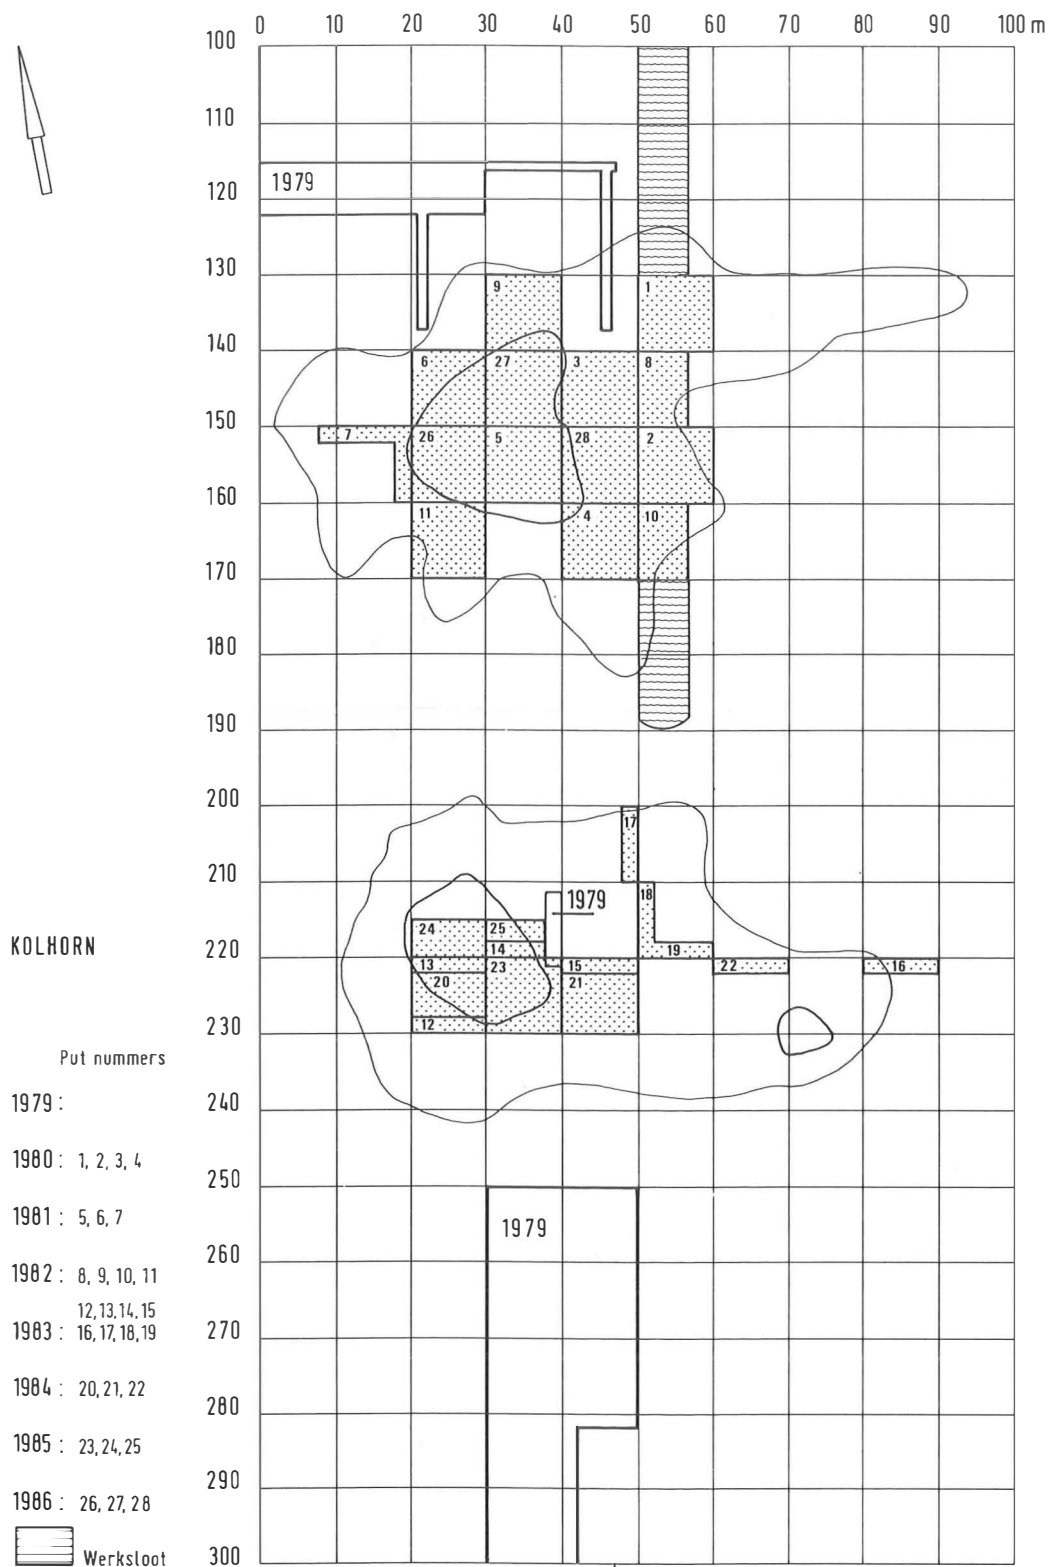 0 10 20 30 40 50 60 70 80 90 100 m
100
110
120
1979
130
9 1
140
6 27 3 8
150
7 26 5 28 2
160
11 4 10
170
180
190
200
17
210
18
1979
24 25
KOLHORN
14 19
220
13 23 15 22 16
20 21
12
230
240
250
1979
260
270
280
290
300
Put nummers
1979 :
1980 : 1, 2, 3, 4
1981 : 5, 6, 7
1982 : 8, 9, 10, 11
12, 13, 14, 15
1983 : 16, 17, 18, 19
1984 : 20, 21, 22
1985 : 23, 24, 25
1986 : 26, 27, 28
Werksloot